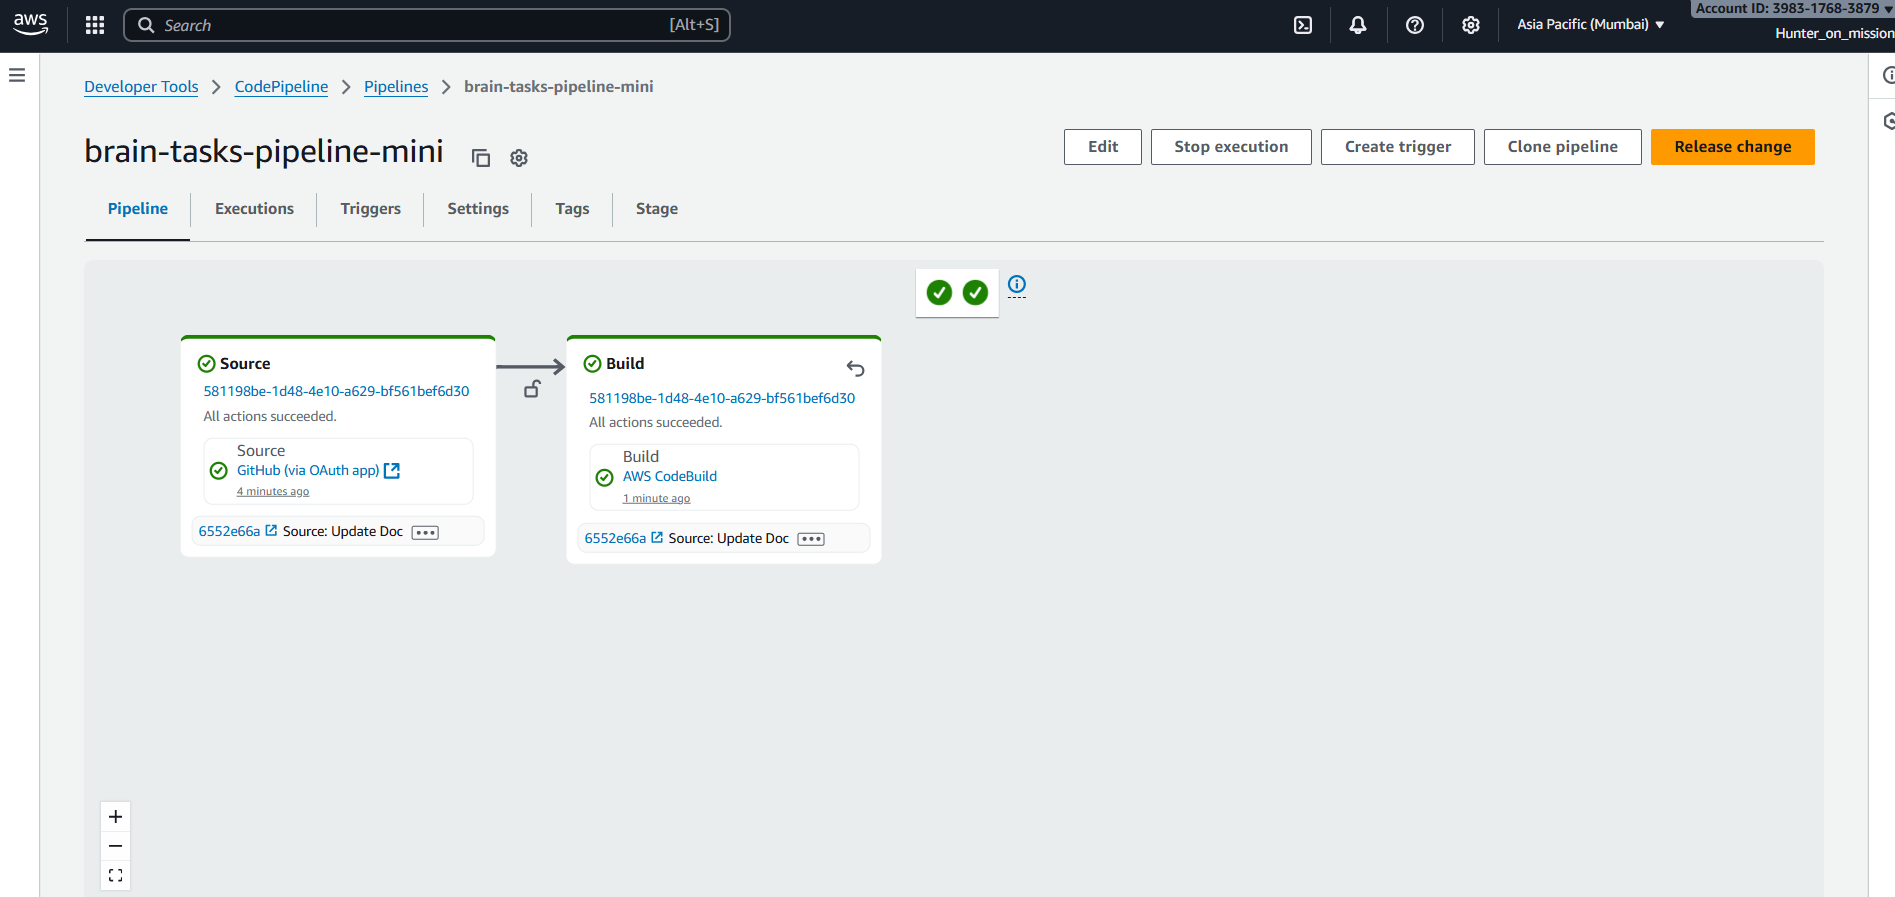 aws
Search
[Alt+S]
Asia Pacific (Mumbai)
Account ID: 3983-1768-3879
Hunter_on_mission
Developer Tools
CodePipeline
Pipelines
brain-tasks-pipeline-mini
brain-tasks-pipeline-mini
Edit
Stop execution
Create trigger
Clone pipeline
Release change
Pipeline
Executions
Triggers
Settings
Tags
Stage
Source
581198be-1d48-4e10-a629-bf561bef6d30
All actions succeeded.
Source
GitHub (via OAuth app)
4 minutes ago
6552e66a Source: Update Doc
Build
581198be-1d48-4e10-a629-bf561bef6d30
All actions succeeded.
Build
AWS CodeBuild
1 minute ago
6552e66a Source: Update Doc